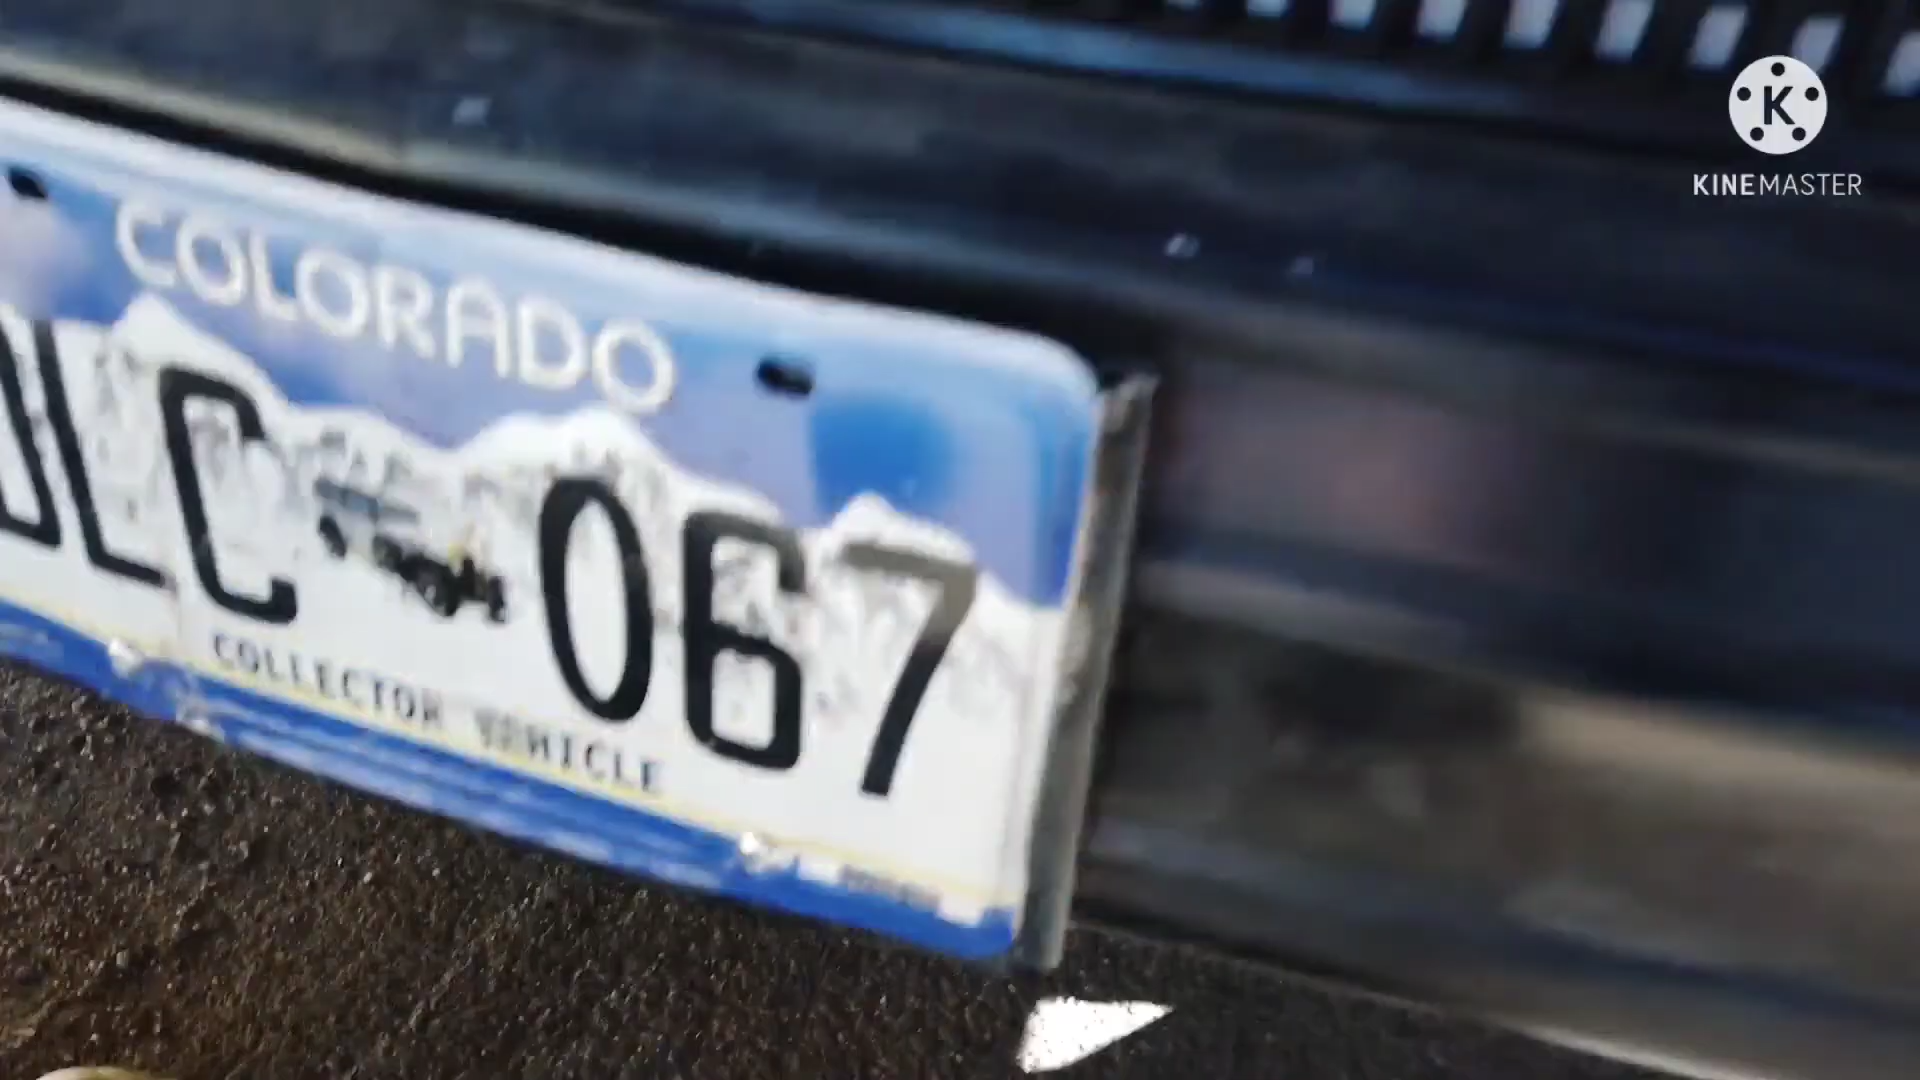 COLORADO
LC 067
COLLECTOR VEHICLE
K
KINEMASTER